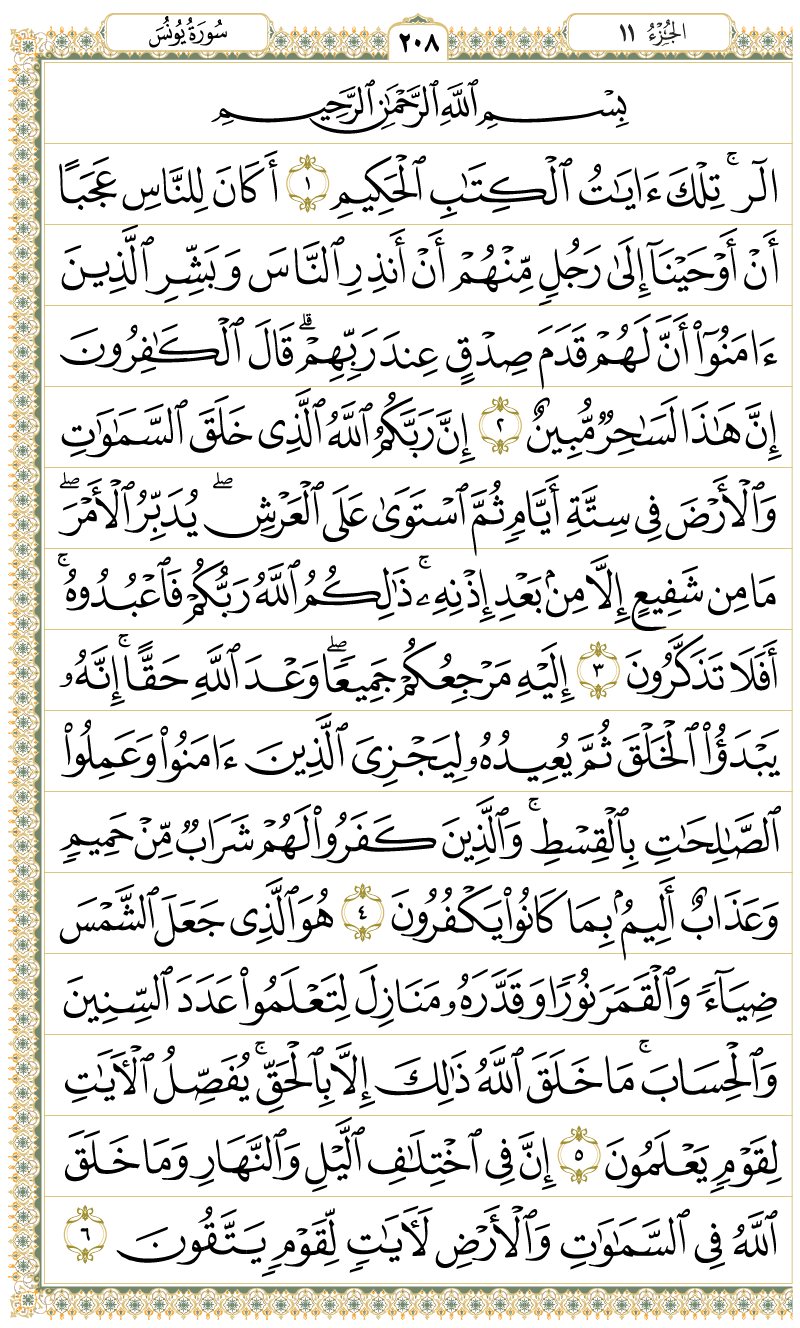 الجُزْءُ ١١
٢٠٨
سُورَةُ يُونُسَ
بِسْمِ ٱللَّهِ ٱلرَّحْمَٰنِ ٱلرَّحِيمِ
الٓر ۚ تِلْكَ ءَايَٰتُ ٱلْكِتَٰبِ ٱلْحَكِيمِ ١ أَكَانَ لِلنَّاسِ عَجَبًا
أَنْ أَوْحَيْنَآ إِلَىٰ رَجُلٍ مِّنْهُمْ أَنْ أَنذِرِ ٱلنَّاسَ وَبَشِّرِ ٱلَّذِينَ
ءَامَنُوٓا۟ أَنَّ لَهُمْ قَدَمَ صِدْقٍ عِندَ رَبِّهِمْ ۗ قَالَ ٱلْكَٰفِرُونَ
إِنَّ هَٰذَا لَسَٰحِرٌ مُّبِينٌ ٢ إِنَّ رَبَّكُمُ ٱللَّهُ ٱلَّذِى خَلَقَ ٱلسَّمَٰوَٰتِ
وَٱلْأَرْضَ فِى سِتَّةِ أَيَّامٍ ثُمَّ ٱسْتَوَىٰ عَلَى ٱلْعَرْشِ ۖ يُدَبِّرُ ٱلْأَمْرَ ۖ
مَا مِن شَفِيعٍ إِلَّا مِنۢ بَعْدِ إِذْنِهِۦ ۚ ذَٰلِكُمُ ٱللَّهُ رَبُّكُمْ فَٱعْبُدُوهُ ۚ
أَفَلَا تَذَكَّرُونَ ٣ إِلَيْهِ مَرْجِعُكُمْ جَمِيعًا ۖ وَعْدَ ٱللَّهِ حَقًّا ۚ إِنَّهُۥ
يَبْدَؤُا۟ ٱلْخَلْقَ ثُمَّ يُعِيدُهُۥ لِيَجْزِىَ ٱلَّذِينَ ءَامَنُوا۟ وَعَمِلُوا۟
ٱلصَّٰلِحَٰتِ بِٱلْقِسْطِ ۚ وَٱلَّذِينَ كَفَرُوا۟ لَهُمْ شَرَابٌ مِّنْ حَمِيمٍ
وَعَذَابٌ أَلِيمٌۢ بِمَا كَانُوا۟ يَكْفُرُونَ ٤ هُوَ ٱلَّذِى جَعَلَ ٱلشَّمْسَ
ضِيَآءً وَٱلْقَمَرَ نُورًا وَقَدَّرَهُۥ مَنَازِلَ لِتَعْلَمُوا۟ عَدَدَ ٱلسِّنِينَ
وَٱلْحِسَابَ ۚ مَا خَلَقَ ٱللَّهُ ذَٰلِكَ إِلَّا بِٱلْحَقِّ ۚ يُفَصِّلُ ٱلْءَايَٰتِ
لِقَوْمٍ يَعْلَمُونَ ٥ إِنَّ فِى ٱخْتِلَٰفِ ٱلَّيْلِ وَٱلنَّهَارِ وَمَا خَلَقَ
ٱللَّهُ فِى ٱلسَّمَٰوَٰتِ وَٱلْأَرْضِ لَءَايَٰتٍ لِّقَوْمٍ يَتَّقُونَ ٦